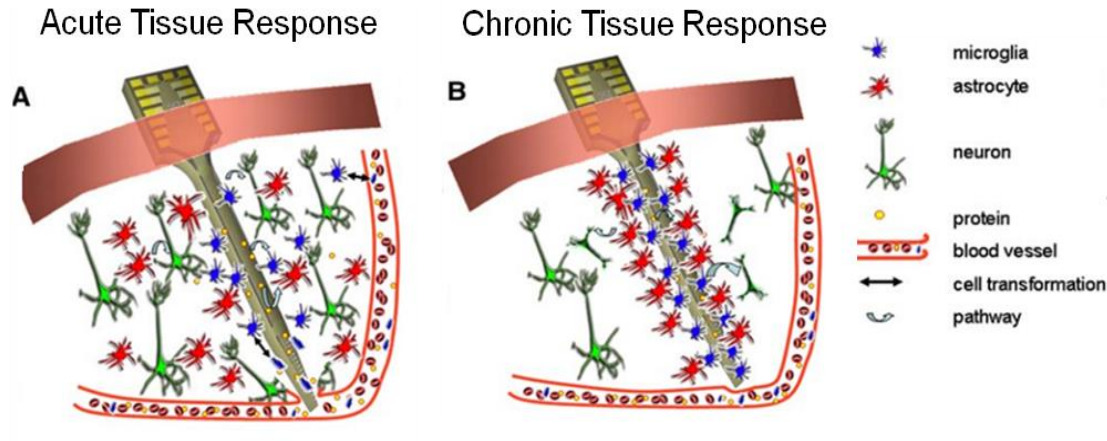 Acute Tissue Response
Chronic Tissue Response
A
B
microglia
astrocyte
neuron
protein
blood vessel
cell transformation
pathway